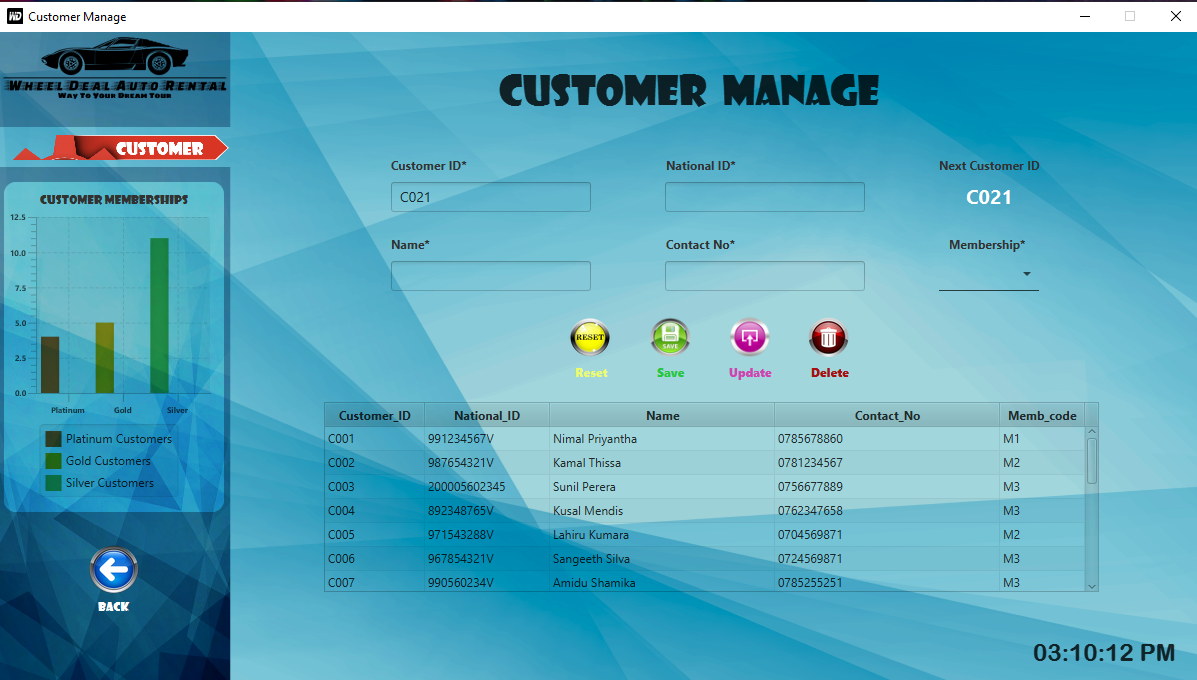 WD Customer Manage
WHEEL DEAL AUTO RENTAL
WAY TO YOUR DREAM TOUR
CUSTOMER
CUSTOMER MEMBERSHIPS
12.5
10.0
7.5
5.0
2.5
0.0
Platinum Gold Silver
Platinum Customers
Gold Customers
Silver Customers
BACK
CUSTOMER MANAGE
Customer ID* National ID* Next Customer ID
C021 C021
Name* Contact No* Membership*
RESET SAVE
Reset Save Update Delete
Customer_ID National_ID Name Contact_No Memb_code
C001 991234567V Nimal Priyantha 0785678860 M1
C002 987654321V Kamal Thissa 0781234567 M2
C003 200005602345 Sunil Perera 0756677889 M3
C004 892348765V Kusal Mendis 0762347658 M3
C005 971543288V Lahiru Kumara 0704569871 M2
C006 967854321V Sangeeth Silva 0724569871 M3
C007 990560234V Amidu Shamika 0785255251 M3
03:10:12 PM